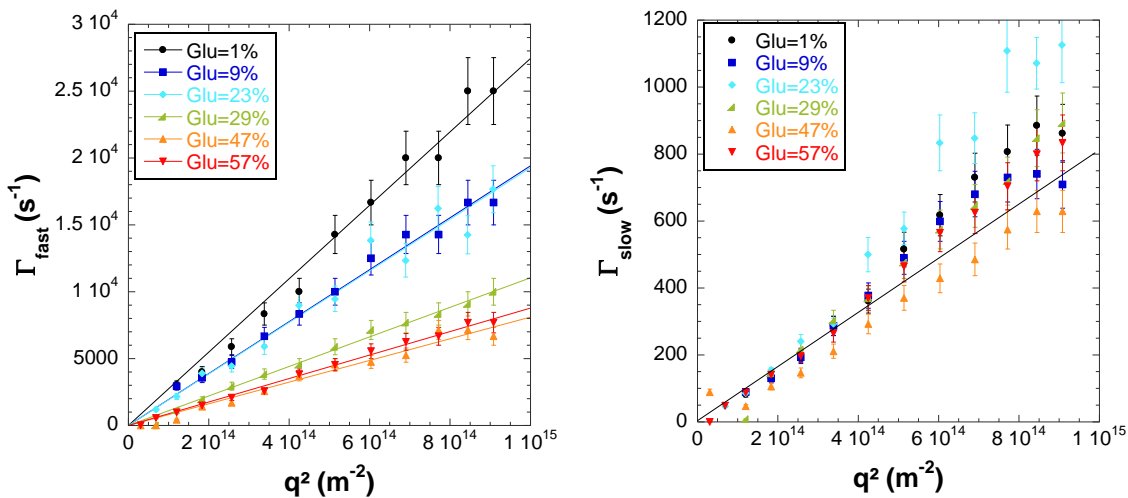 Glu=1%
Glu=9%
Glu=23%
Glu=29%
Glu=47%
Glu=57%
3 10⁴
2.5 10⁴
2 10⁴
1.5 10⁴
1 10⁴
5000
0
Γfast (s⁻¹)
0 2 10¹⁴ 4 10¹⁴ 6 10¹⁴ 8 10¹⁴ 1 10¹⁵
q² (m⁻²)
Glu=1%
Glu=9%
Glu=23%
Glu=29%
Glu=47%
Glu=57%
1200
1000
800
600
400
200
0
Γslow (s⁻¹)
0 2 10¹⁴ 4 10¹⁴ 6 10¹⁴ 8 10¹⁴ 1 10¹⁵
q² (m⁻²)